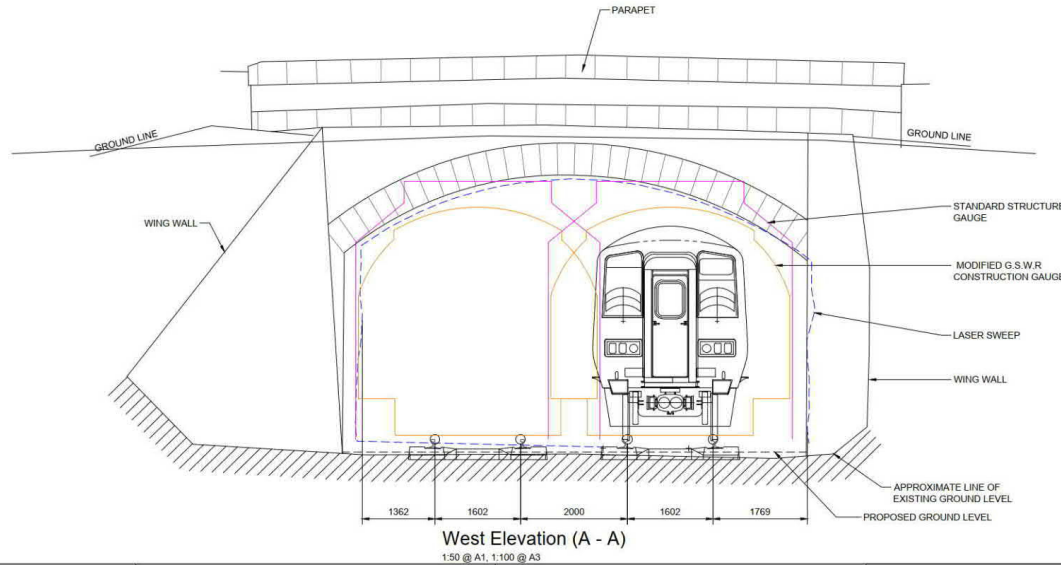 PARAPET
GROUND LINE
GROUND LINE
WING WALL
STANDARD STRUCTURE
GAUGE
MODIFIED G.S.W.R
CONSTRUCTION GAUGE
LASER SWEEP
WING WALL
APPROXIMATE LINE OF
EXISTING GROUND LEVEL
PROPOSED GROUND LEVEL
1362
1602
2000
1602
1769
West Elevation (A - A)
1:50 @ A1, 1:100 @ A3